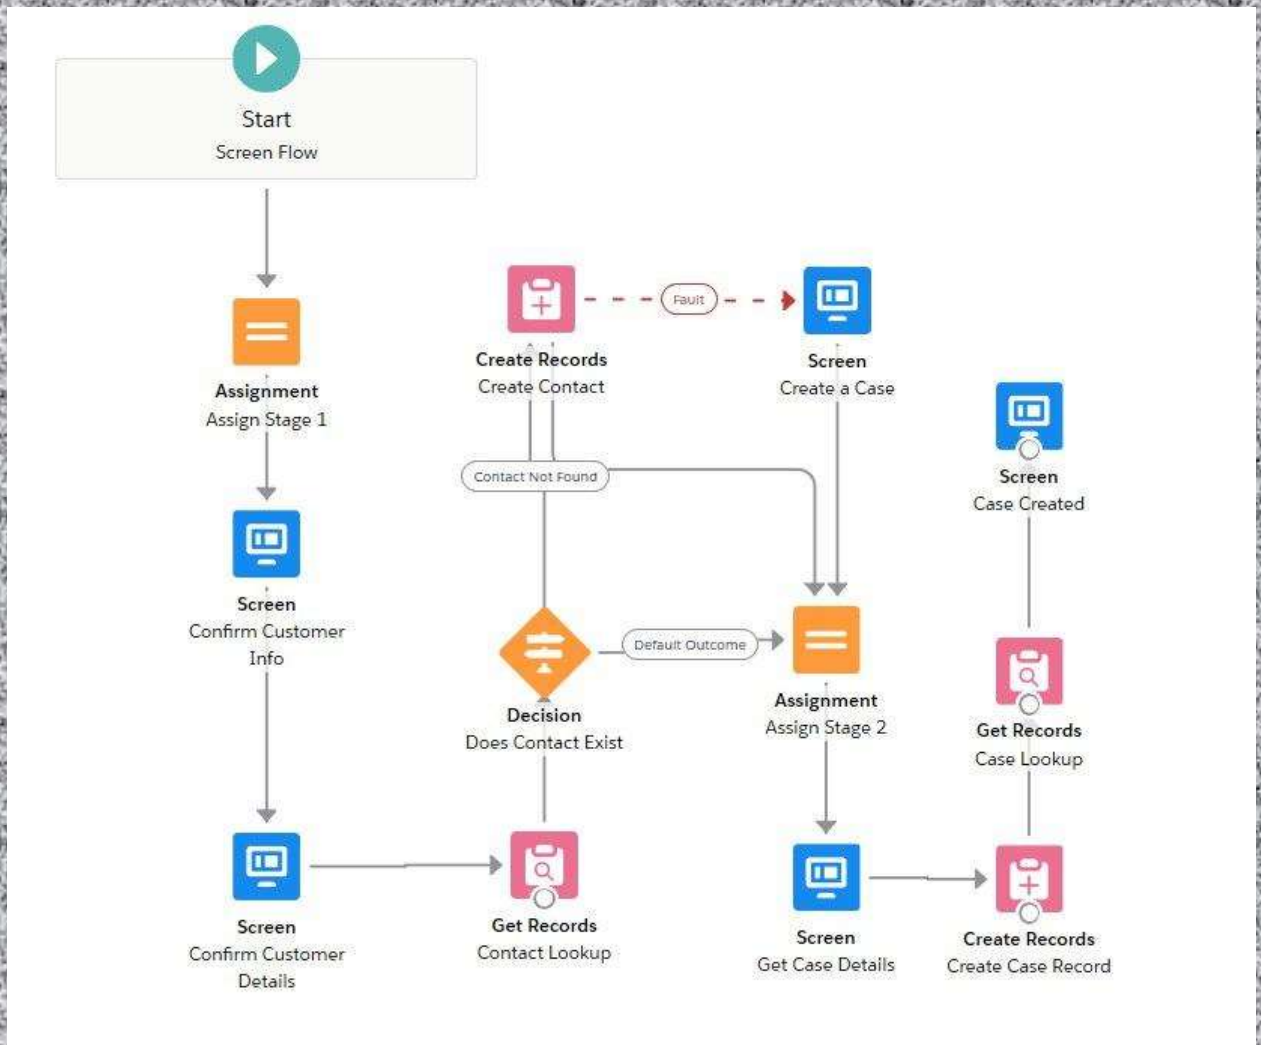 Start
Screen Flow
Assignment
Assign Stage 1
Screen
Confirm Customer
Info
Screen
Confirm Customer
Details
Get Records
Contact Lookup
Decision
Does Contact Exist
Contact Not Found
Create Records
Create Contact
Fault
Screen
Create a Case
Default Outcome
Assignment
Assign Stage 2
Screen
Get Case Details
Create Records
Create Case Record
Get Records
Case Lookup
Screen
Case Created